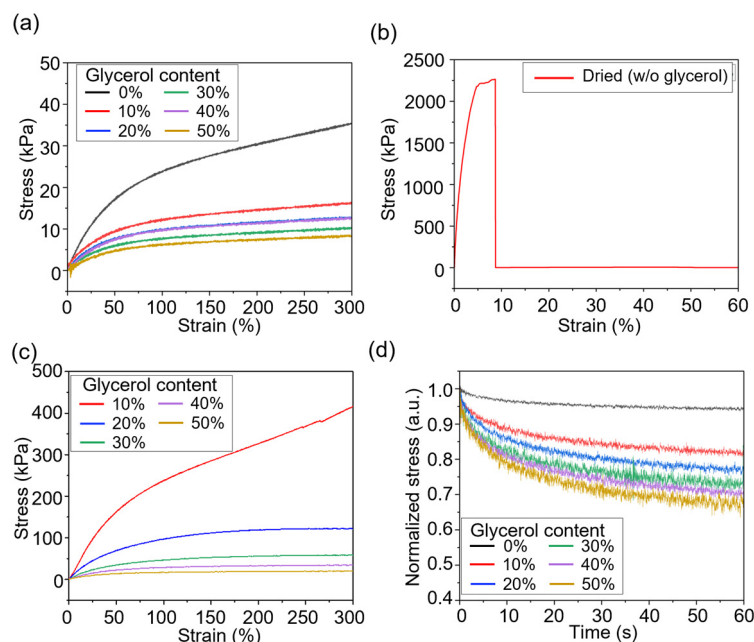 (a)
Stress (kPa)
50
40
30
20
10
0
Glycerol content
0% 30%
10% 40%
20% 50%
0 50 100 150 200 250 300
Strain (%)
(b)
Stress (kPa)
2500
2000
1500
1000
500
0
Dried (w/o glycerol)
0 10 20 30 40 50 60
Strain (%)
(c)
Stress (kPa)
500
400
300
200
100
0
Glycerol content
10% 40%
20% 50%
30%
0 50 100 150 200 250 300
Strain (%)
(d)
Normalized stress (a.u.)
1.0
0.9
0.8
0.7
0.6
0.5
0.4
Glycerol content
0% 30%
10% 40%
20% 50%
0 10 20 30 40 50 60
Time (s)